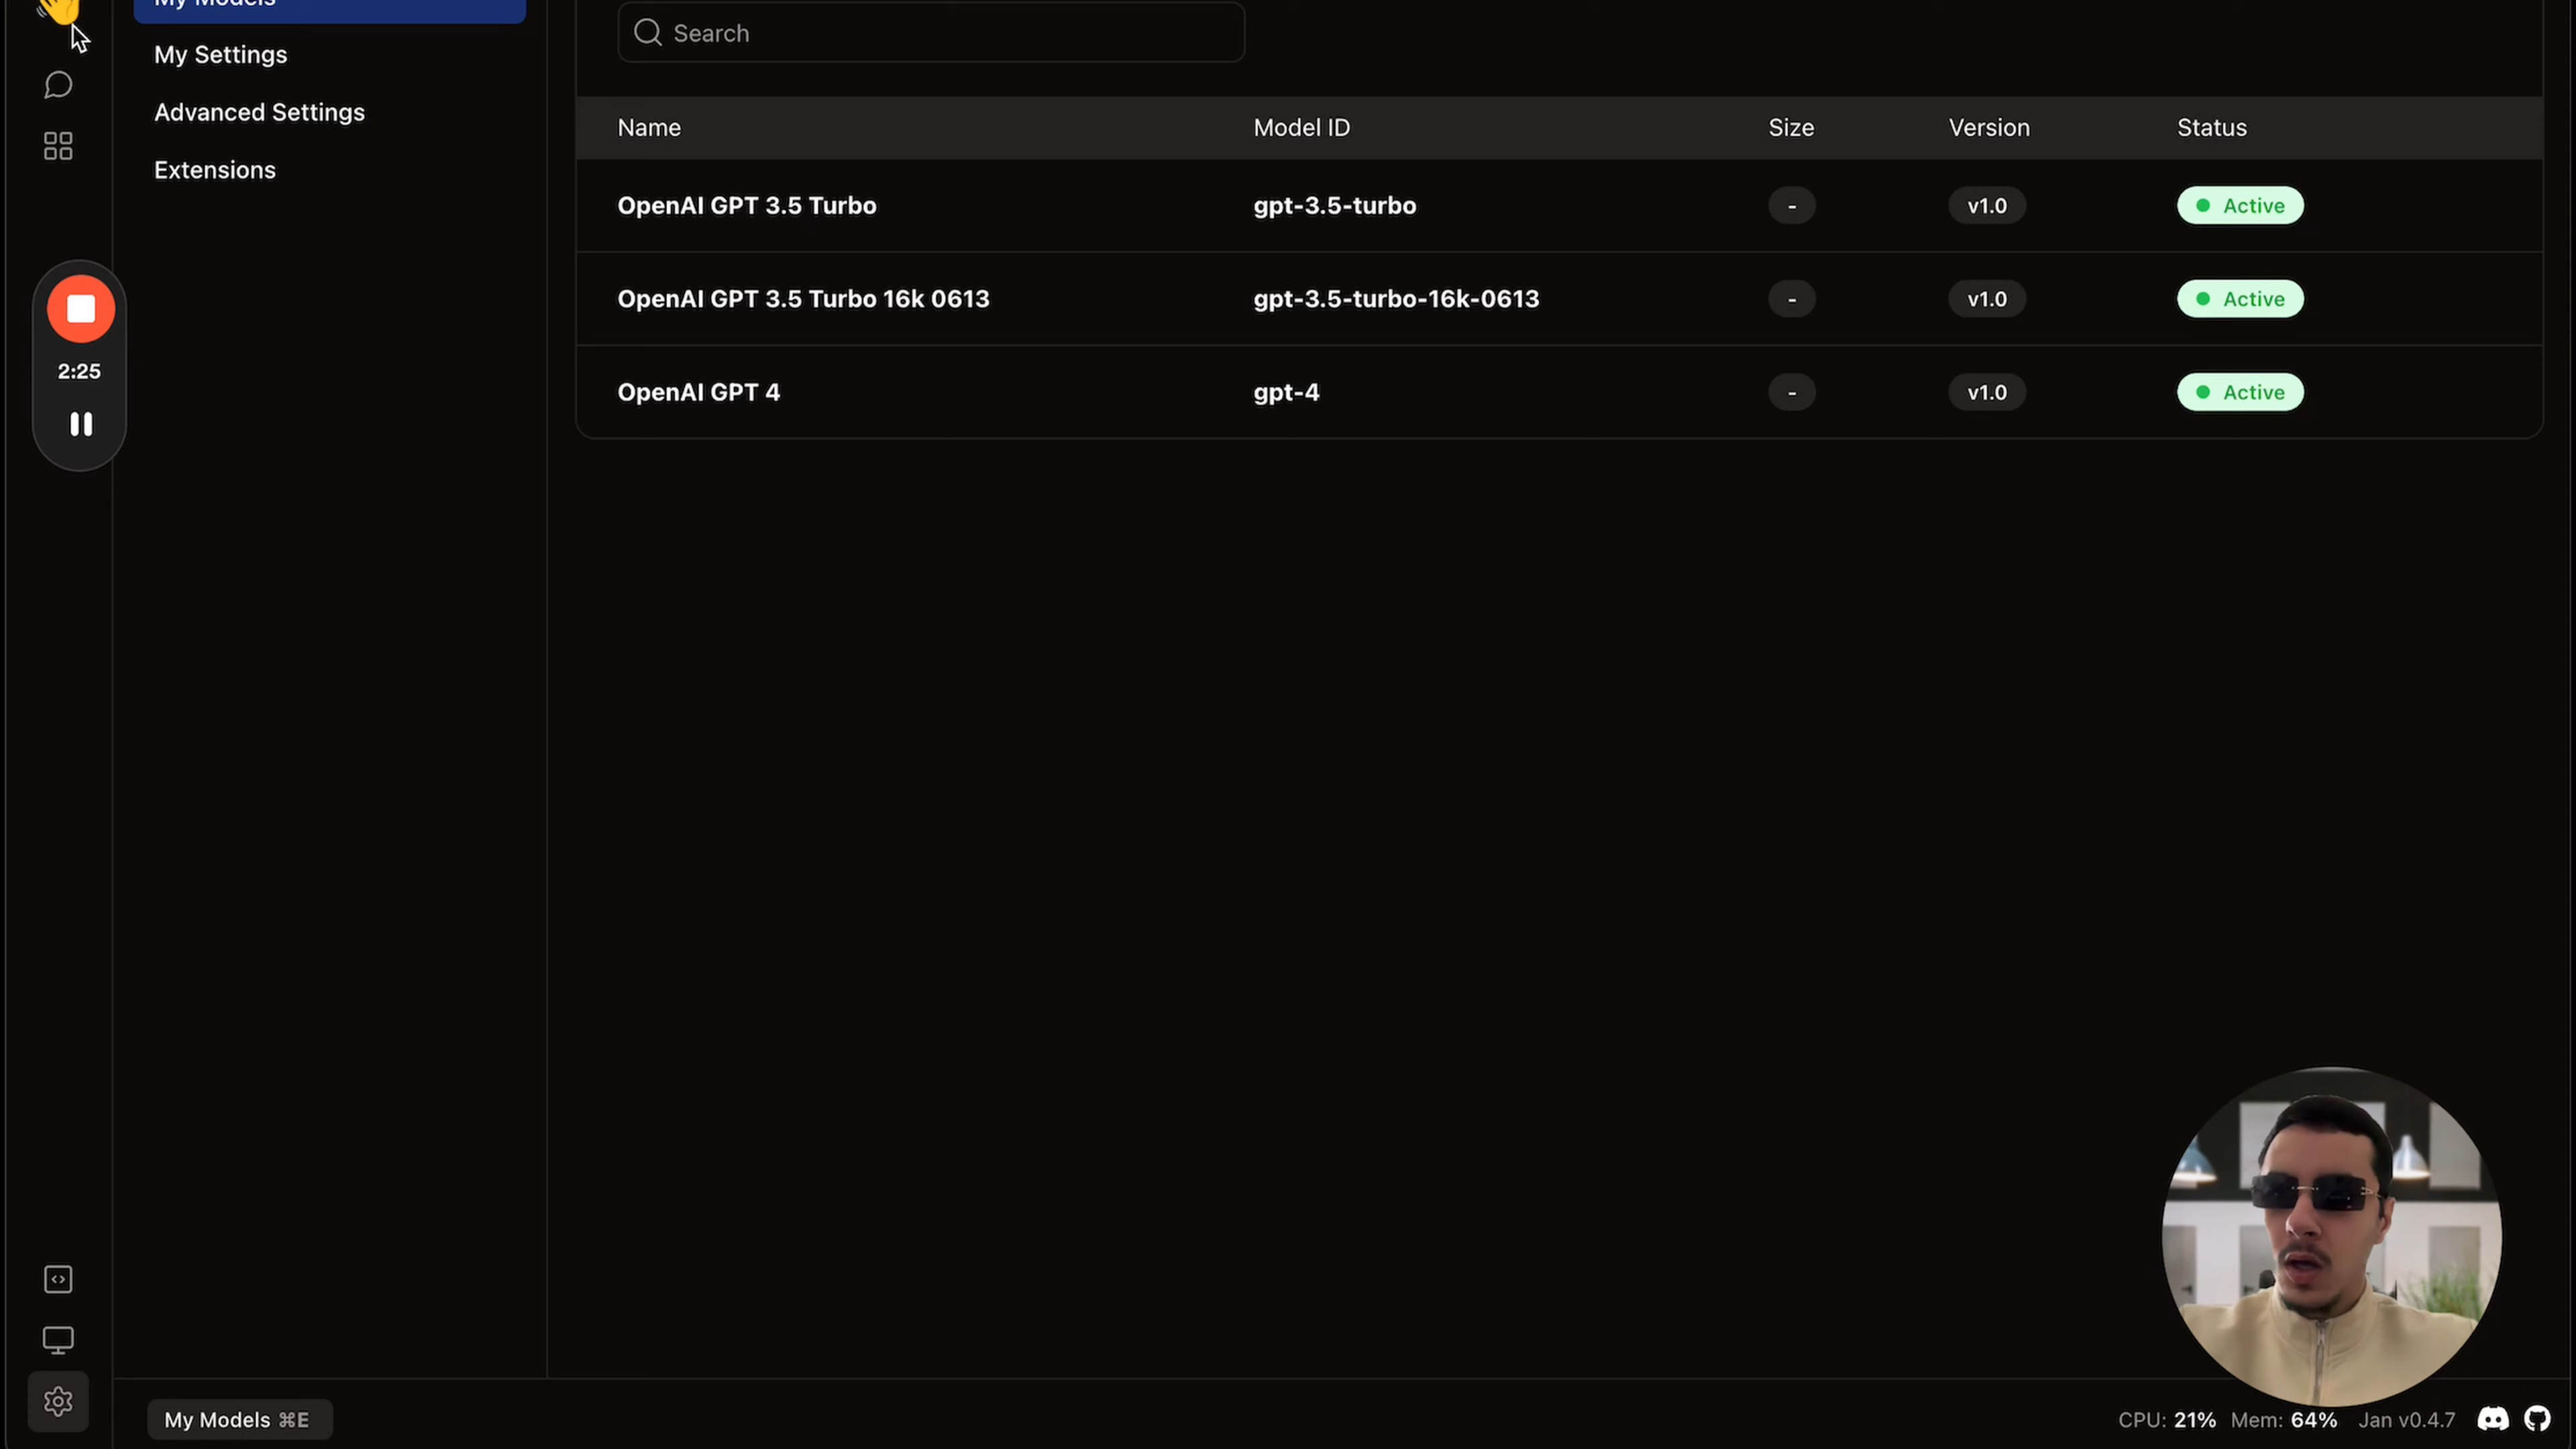 My Models
My Settings
Advanced Settings
Extensions
2:25
Search
Name Model ID Size Version Status
OpenAI GPT 3.5 Turbo gpt-3.5-turbo - v1.0 Active
OpenAI GPT 3.5 Turbo 16k 0613 gpt-3.5-turbo-16k-0613 - v1.0 Active
OpenAI GPT 4 gpt-4 - v1.0 Active
My Models ⌘E
CPU: 21% Mem: 64% Jan v0.4.7